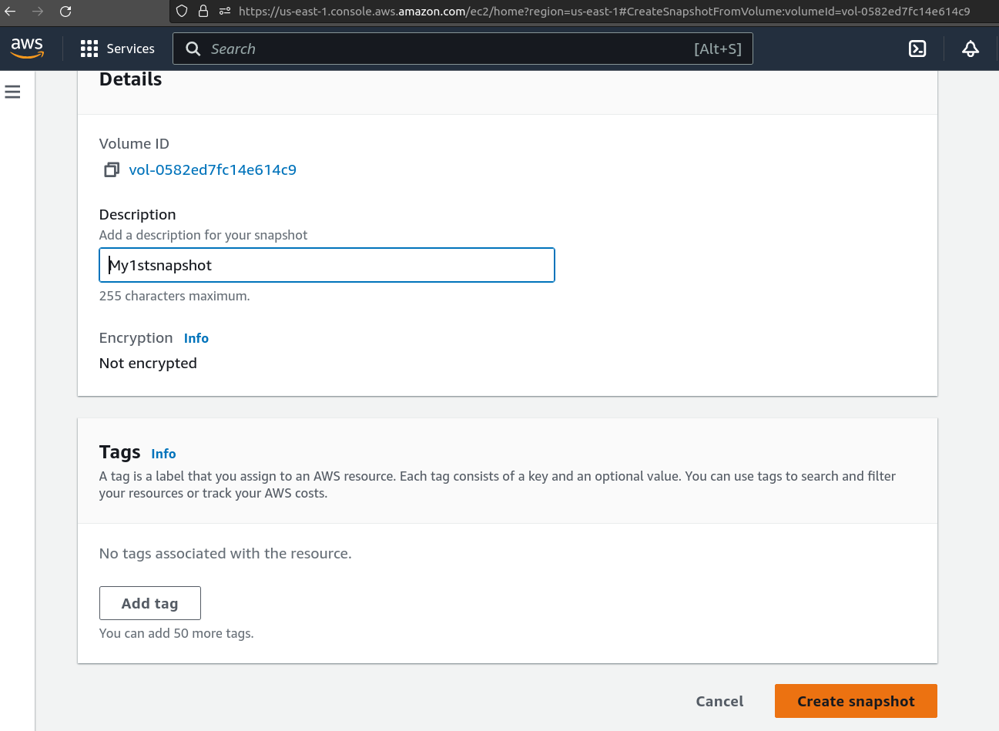 https://us-east-1.console.aws.amazon.com/ec2/home?region=us-east-1#CreateSnapshotFromVolume:volumeId=vol-0582ed7fc14e614c9
aws Services Search [Alt+S]
Details
Volume ID
vol-0582ed7fc14e614c9
Description
Add a description for your snapshot
My1stsnapshot
255 characters maximum.
Encryption Info
Not encrypted
Tags Info
A tag is a label that you assign to an AWS resource. Each tag consists of a key and an optional value. You can use tags to search and filter
your resources or track your AWS costs.
No tags associated with the resource.
Add tag
You can add 50 more tags.
Cancel Create snapshot